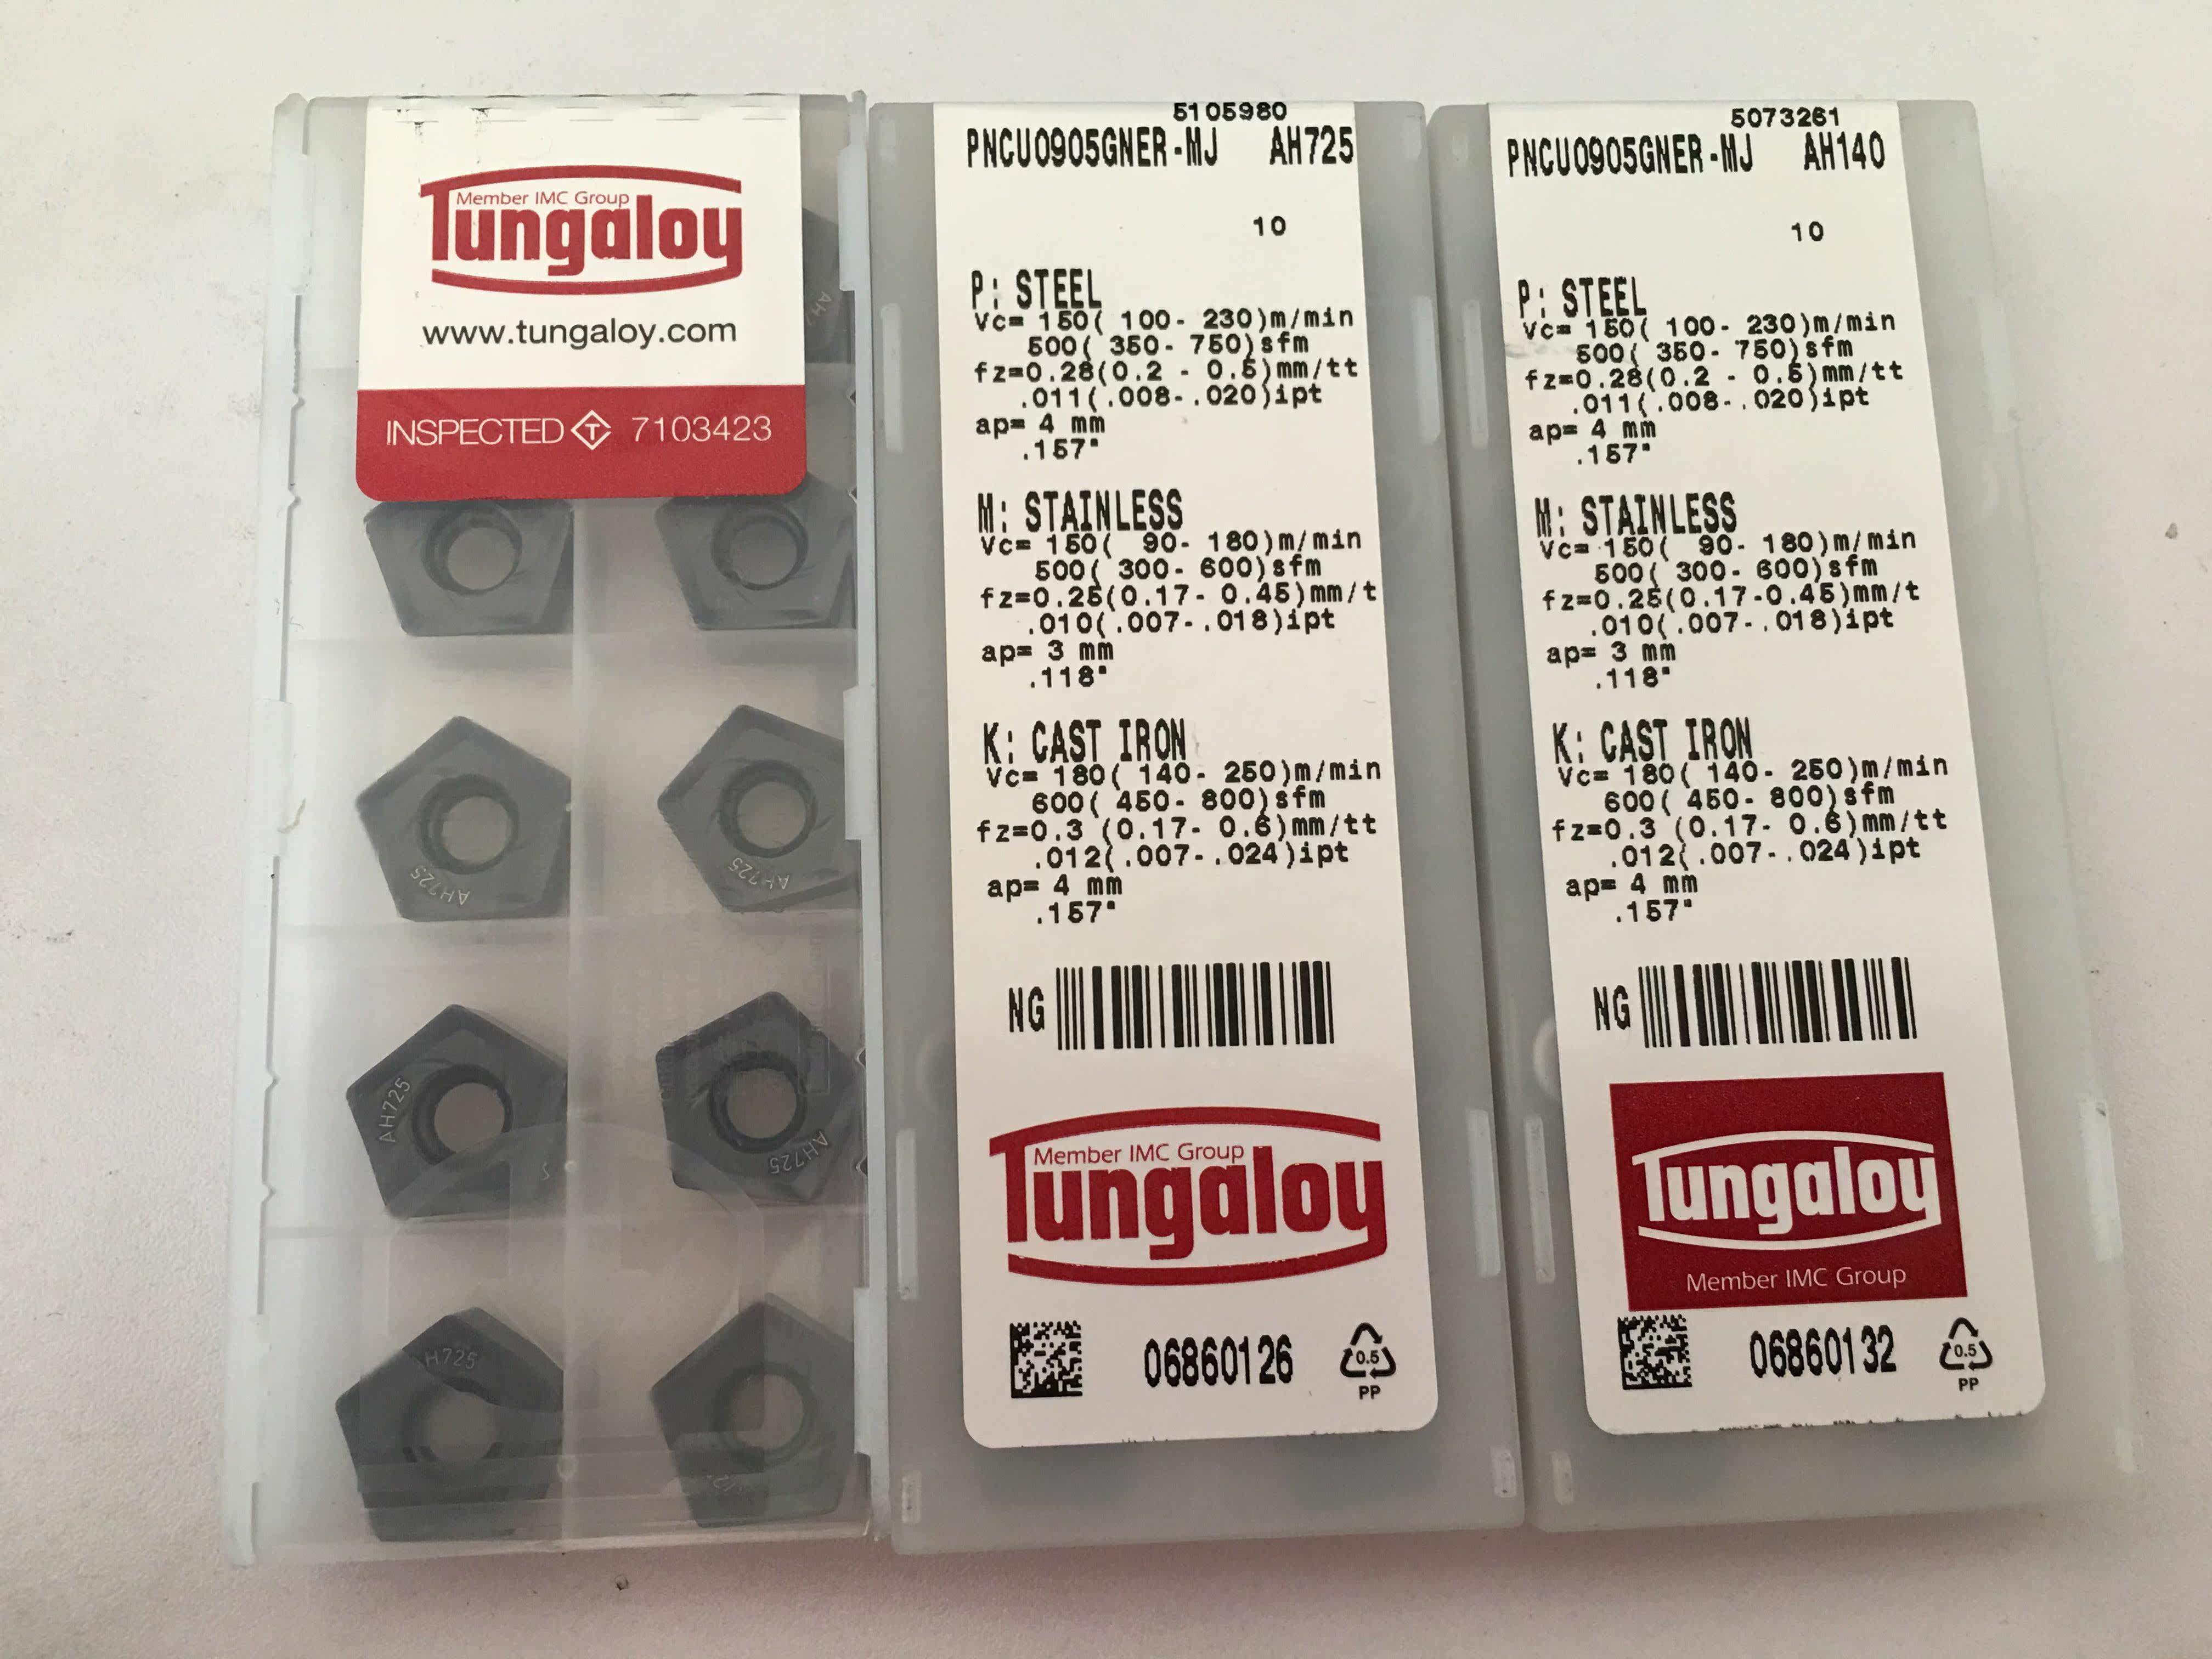 Member IMC Group
Tungaloy
www.tungaloy.com
INSPECTED T 7103423
AH725
AH725
AH725
AH725
H725
5105980
PNCU0905GNER-MJ AH725
10
P: STEEL
Vc= 150( 100- 230)m/min
500( 350- 750)sfm
fz=0.28(0.2 - 0.5)mm/tt
.011(.008-.020)ipt
ap= 4 mm
.157"
M: STAINLESS
Vc= 150( 90- 180)m/min
500( 300- 600)sfm
fz=0.25(0.17- 0.45)mm/t
.010(.007-.018)ipt
ap= 3 mm
.118"
K: CAST IRON
Vc= 180( 140- 250)m/min
600( 450- 800)sfm
fz=0.3 (0.17- 0.6)mm/tt
.012(.007-.024)ipt
ap= 4 mm
.157"
NG
Member IMC Group
Tungaloy
06860126
0.5
PP
5073261
PNCU0905GNER-MJ AH140
10
P: STEEL
Vc= 150( 100- 230)m/min
500( 350- 750)sfm
fz=0.28(0.2 - 0.5)mm/tt
.011(.008-.020)ipt
ap= 4 mm
.157"
M: STAINLESS
Vc= 150( 90- 180)m/min
500( 300- 600)sfm
fz=0.25(0.17-0.45)mm/t
.010(.007-.018)ipt
ap= 3 mm
.118"
K: CAST IRON
Vc= 180( 140- 250)m/min
600( 450- 800)sfm
fz=0.3 (0.17- 0.6)mm/tt
.012(.007-.024)ipt
ap= 4 mm
.157"
NG
Tungaloy
Member IMC Group
06860132
0.5
PP